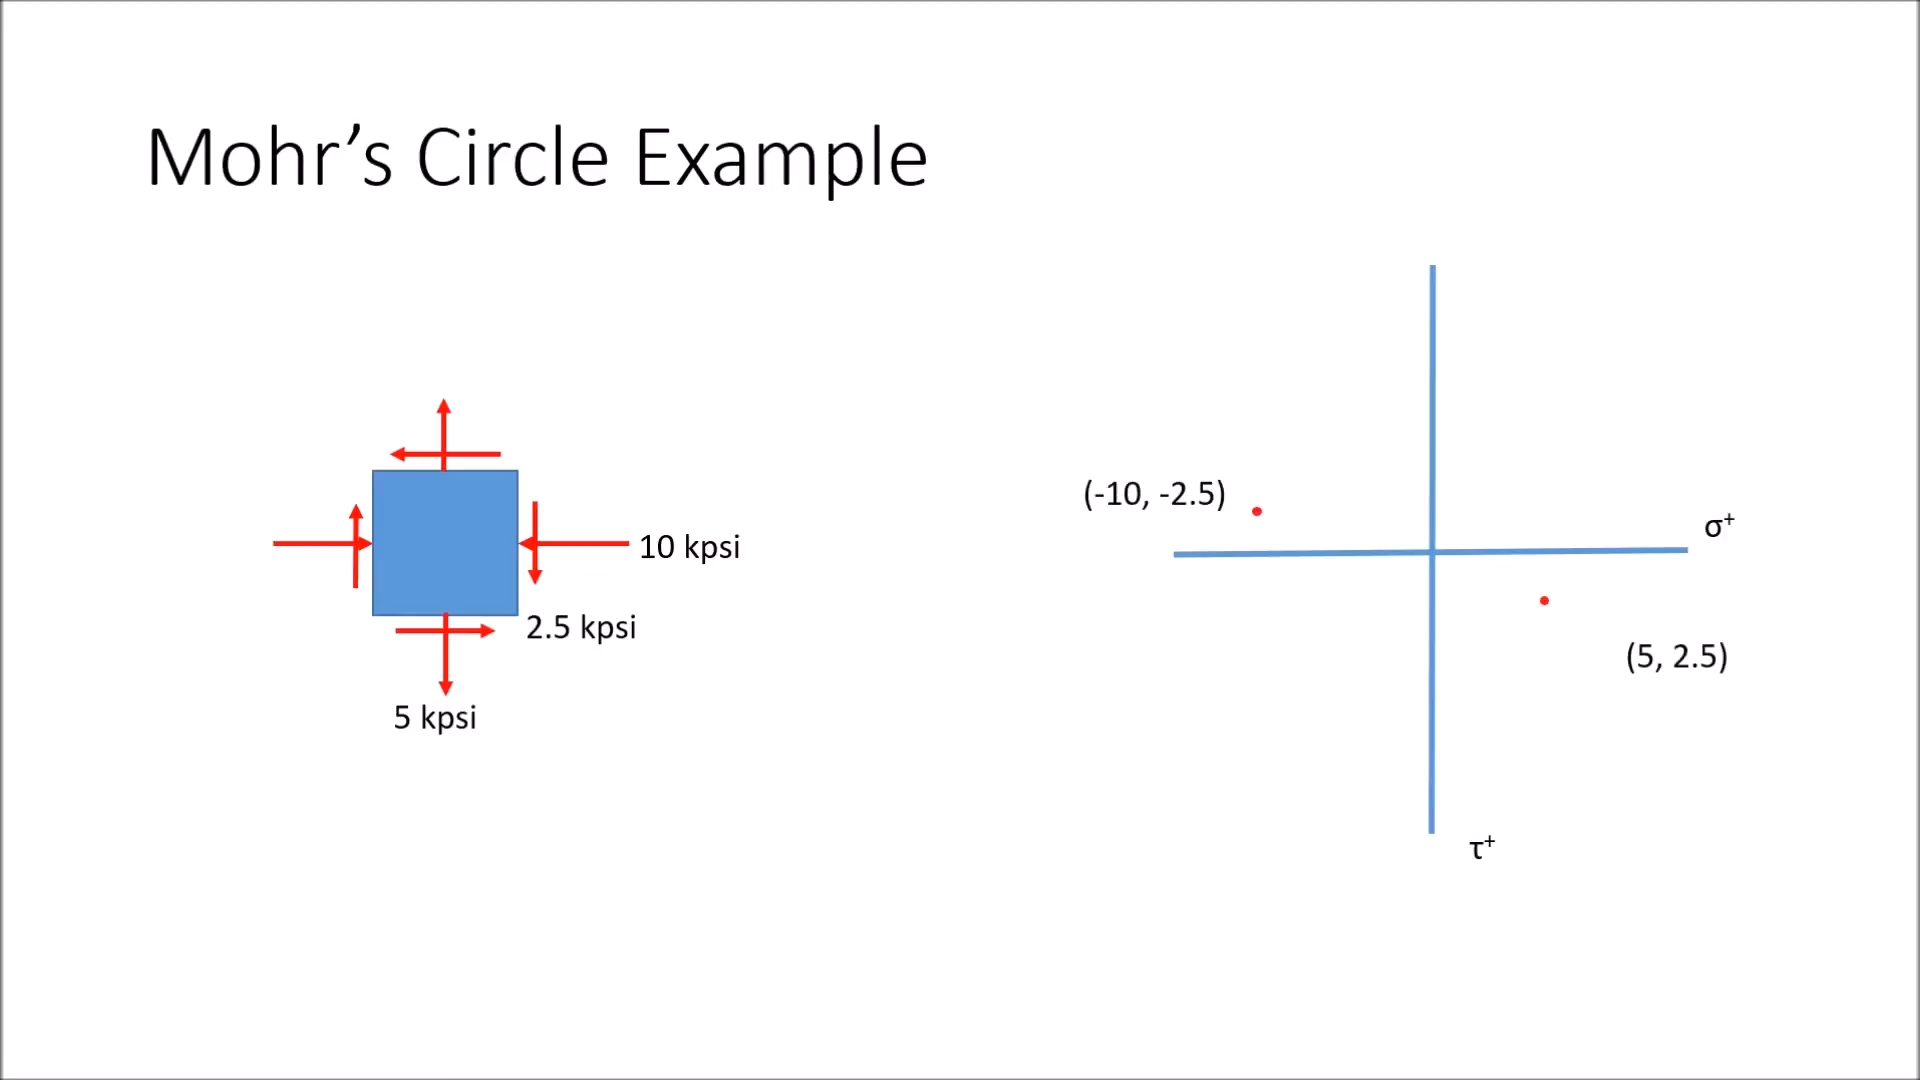 Mohr’s Circle Example
10 kpsi
2.5 kpsi
5 kpsi
(-10, -2.5)
σ⁺
(5, 2.5)
τ⁺